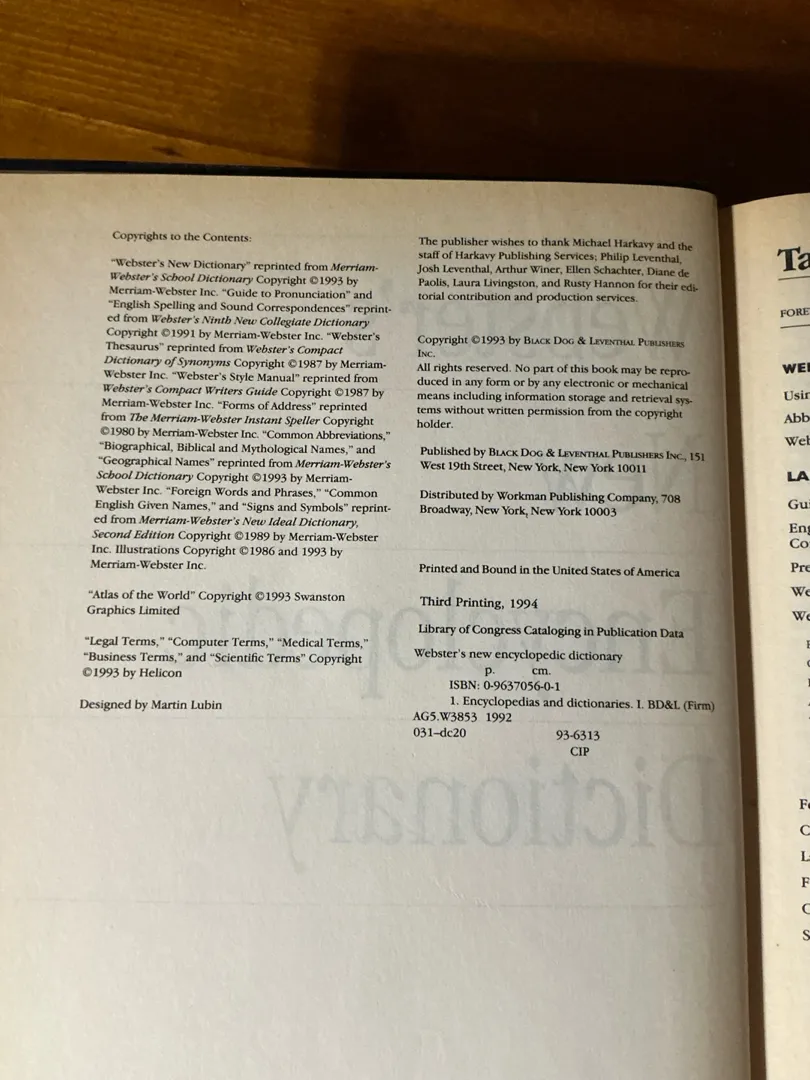 Copyrights to the Contents:
"Webster's New Dictionary" reprinted from Merriam-
Webster's School Dictionary Copyright ©1993 by
Merriam-Webster Inc. "Guide to Pronunciation" and
"English Spelling and Sound Correspondences" reprint-
ed from Webster's Ninth New Collegiate Dictionary
Copyright ©1991 by Merriam-Webster Inc. "Webster's
Thesaurus" reprinted from Webster's Compact
Dictionary of Synonyms Copyright ©1987 by Merriam-
Webster Inc. "Webster's Style Manual" reprinted from
Webster's Compact Writers Guide Copyright ©1987 by
Merriam-Webster Inc. "Forms of Address" reprinted
from The Merriam-Webster Instant Speller Copyright
©1980 by Merriam-Webster Inc. "Common Abbreviations,"
"Biographical, Biblical and Mythological Names," and
"Geographical Names" reprinted from Merriam-Webster's
School Dictionary Copyright ©1993 by Merriam-
Webster Inc. "Foreign Words and Phrases," "Common
English Given Names," and "Signs and Symbols" reprint-
ed from Merriam-Webster's New Ideal Dictionary,
Second Edition Copyright ©1989 by Merriam-Webster
Inc. Illustrations Copyright ©1986 and 1993 by
Merriam-Webster Inc.
"Atlas of the World" Copyright ©1993 Swanston
Graphics Limited
"Legal Terms," "Computer Terms," "Medical Terms,"
"Business Terms," and "Scientific Terms" Copyright
©1993 by Helicon
Designed by Martin Lubin
The publisher wishes to thank Michael Harkavy and the
staff of Harkavy Publishing Services; Philip Leventhal,
Josh Leventhal, Arthur Winer, Ellen Schachter, Diane de
Paolis, Laura Livingston, and Rusty Hannon for their edi-
torial contribution and production services.
Copyright ©1993 by BLACK DOG & LEVENTHAL PUBLISHERS
INC.
All rights reserved. No part of this book may be repro-
duced in any form or by any electronic or mechanical
means including information storage and retrieval sys-
tems without written permission from the copyright
holder.
Published by BLACK DOG & LEVENTHAL PUBLISHERS INC., 151
West 19th Street, New York, New York 10011
Distributed by Workman Publishing Company, 708
Broadway, New York, New York 10003
Printed and Bound in the United States of America
Third Printing, 1994
Library of Congress Cataloging in Publication Data
Webster's new encyclopedic dictionary
p. cm.
ISBN: 0-9637056-0-1
1. Encyclopedias and dictionaries. I. BD&L (Firm)
AG5.W3853 1992
031–dc20 93-6313
CIP
Ta
FORE
WE
Usin
Abb
Web
LA
Gui
Eng
Co
Pre
We
We